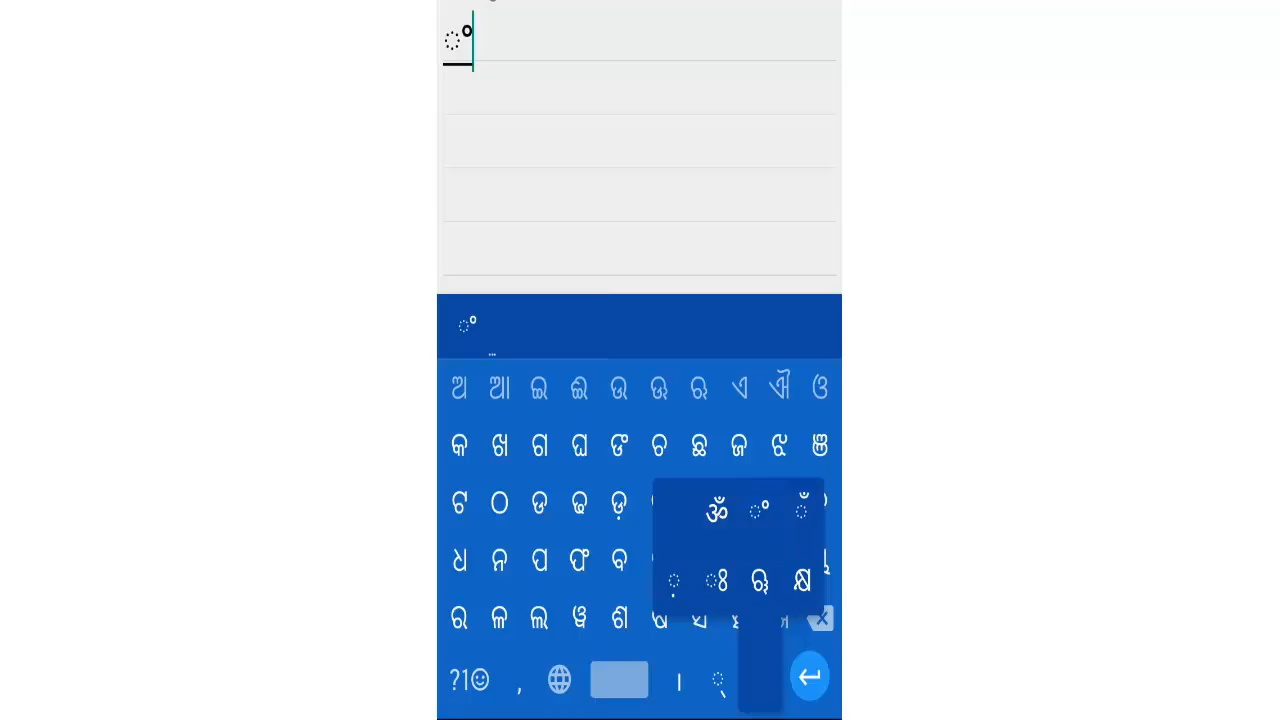 ଂ
ଂ
ଅ ଆ ଇ ଈ ଉ ଊ ଋ ଏ ଐ ଓ
କ ଖ ଗ ଘ ଙ ଚ ଛ ଜ ଝ ଞ
ଟ ଠ ଡ ଢ ଡ଼
ॐ ଂ ଁ
ଧ ନ ପ ଫ ବ
଼ ଃ ୠ କ୍ଷ
ର ଳ ଲ ୱ ଶ
?1☺ , । ୍